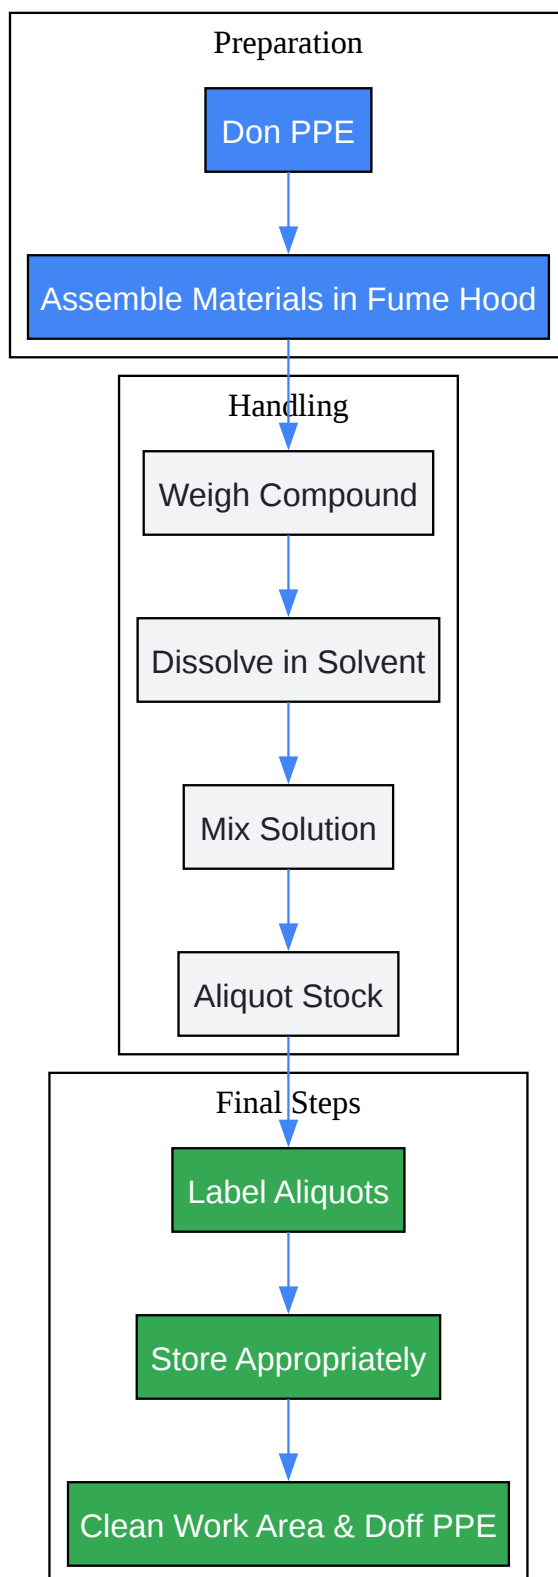 Preparation
Don PPE
Assemble Materials in Fume Hood
Handling
Weigh Compound
Dissolve in Solvent
Mix Solution
Aliquot Stock
Final Steps
Label Aliquots
Store Appropriately
Clean Work Area & Doff PPE